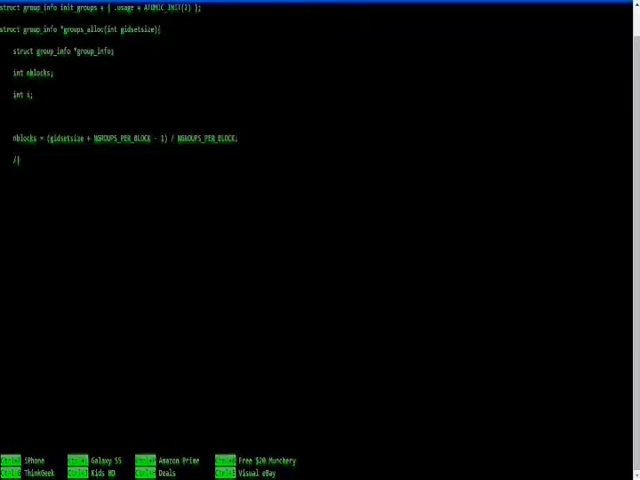 struct group_info init_groups = { .usage = ATOMIC_INIT(2) };
struct group_info *groups_alloc(int gidsetsize){
struct group_info *group_info;
int nblocks;
int i;
nblocks = (gidsetsize + NGROUPS_PER_BLOCK - 1) / NGROUPS_PER_BLOCK;
/
iPhone Galaxy S5 Amazon Prime Free $20 Munckery
ThinkGeek Kids HD Deals Visual eBay